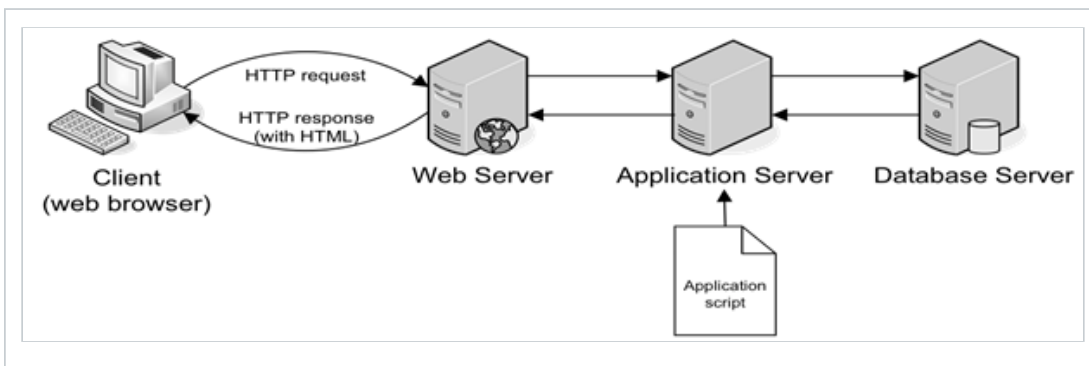 HTTP request
HTTP response
(with HTML)
Client
(web browser)
Web Server
Application Server
Database Server
Application
script